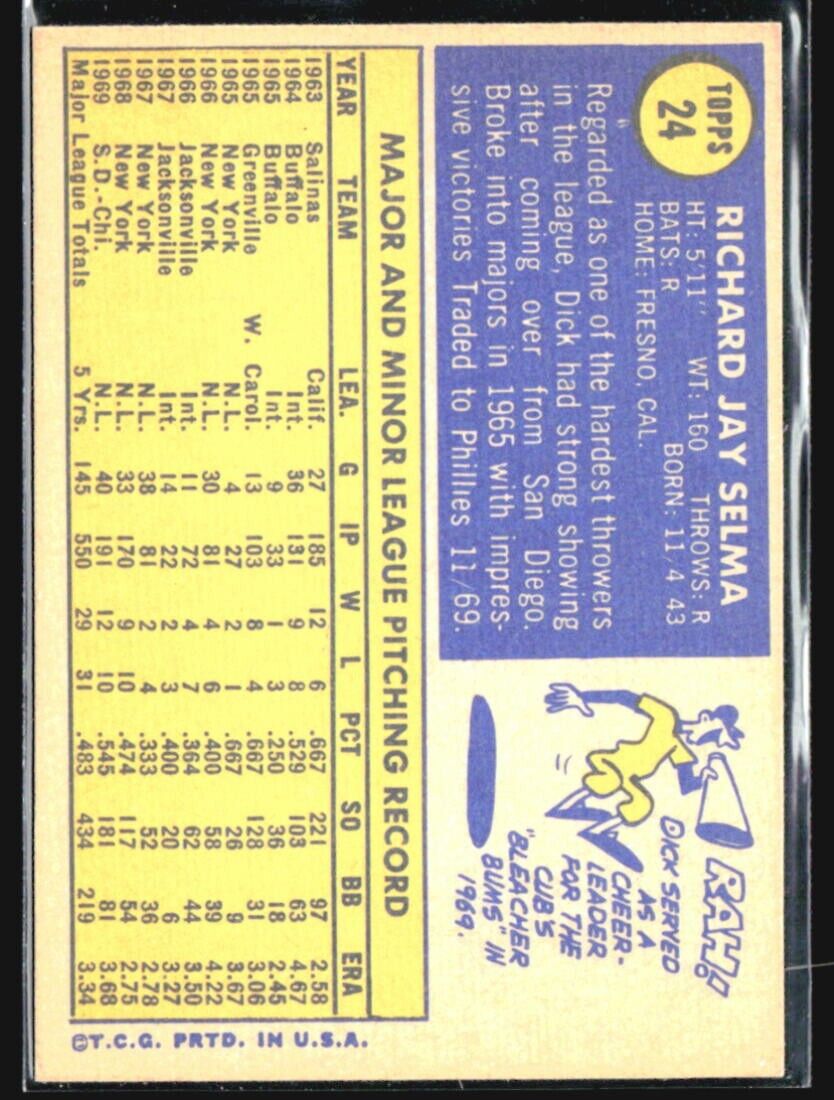 TOPPS
24
RICHARD JAY SELMA
HT: 5'11" WT: 160 THROWS: R
BATS: R BORN: 11/4/43
HOME: FRESNO, CAL.
Regarded as one of the hardest throwers
in the league, Dick had strong showing
after coming over from San Diego.
Broke into majors in 1965 with impres-
sive victories Traded to Phillies 11/69.
RAH!
DICK SERVED
AS A
CHEER-
LEADER
FOR THE
CUB'S
"BLEACHER
BUMS" IN
1969.
MAJOR AND MINOR LEAGUE PITCHING RECORD
YEAR TEAM LEA. G IP W L PCT SO BB ERA
1963 Salinas Calif. 27 185 12 6 .667 221 97 2.58
1964 Buffalo Int. 36 131 9 8 .529 103 63 4.67
1965 Buffalo Int. 9 33 1 3 .250 36 18 2.45
1965 Greenville W. Carol. 13 103 8 4 .667 128 31 3.06
1965 New York N.L. 4 27 2 1 .667 26 9 3.67
1966 New York N.L. 30 81 4 6 .400 58 39 4.22
1966 Jacksonville Int. 11 72 4 7 .364 62 44 3.50
1967 Jacksonville Int. 14 22 2 3 .400 20 6 3.27
1967 New York N.L. 38 81 2 4 .333 52 36 2.78
1968 New York N.L. 33 170 9 10 .474 117 54 2.75
1969 S.D.-Chi. N.L. 40 191 12 10 .545 181 81 3.68
Major League Totals 5 Yrs. 145 550 29 31 .483 434 219 3.34
©T.C.G. PRTD. IN U.S.A.